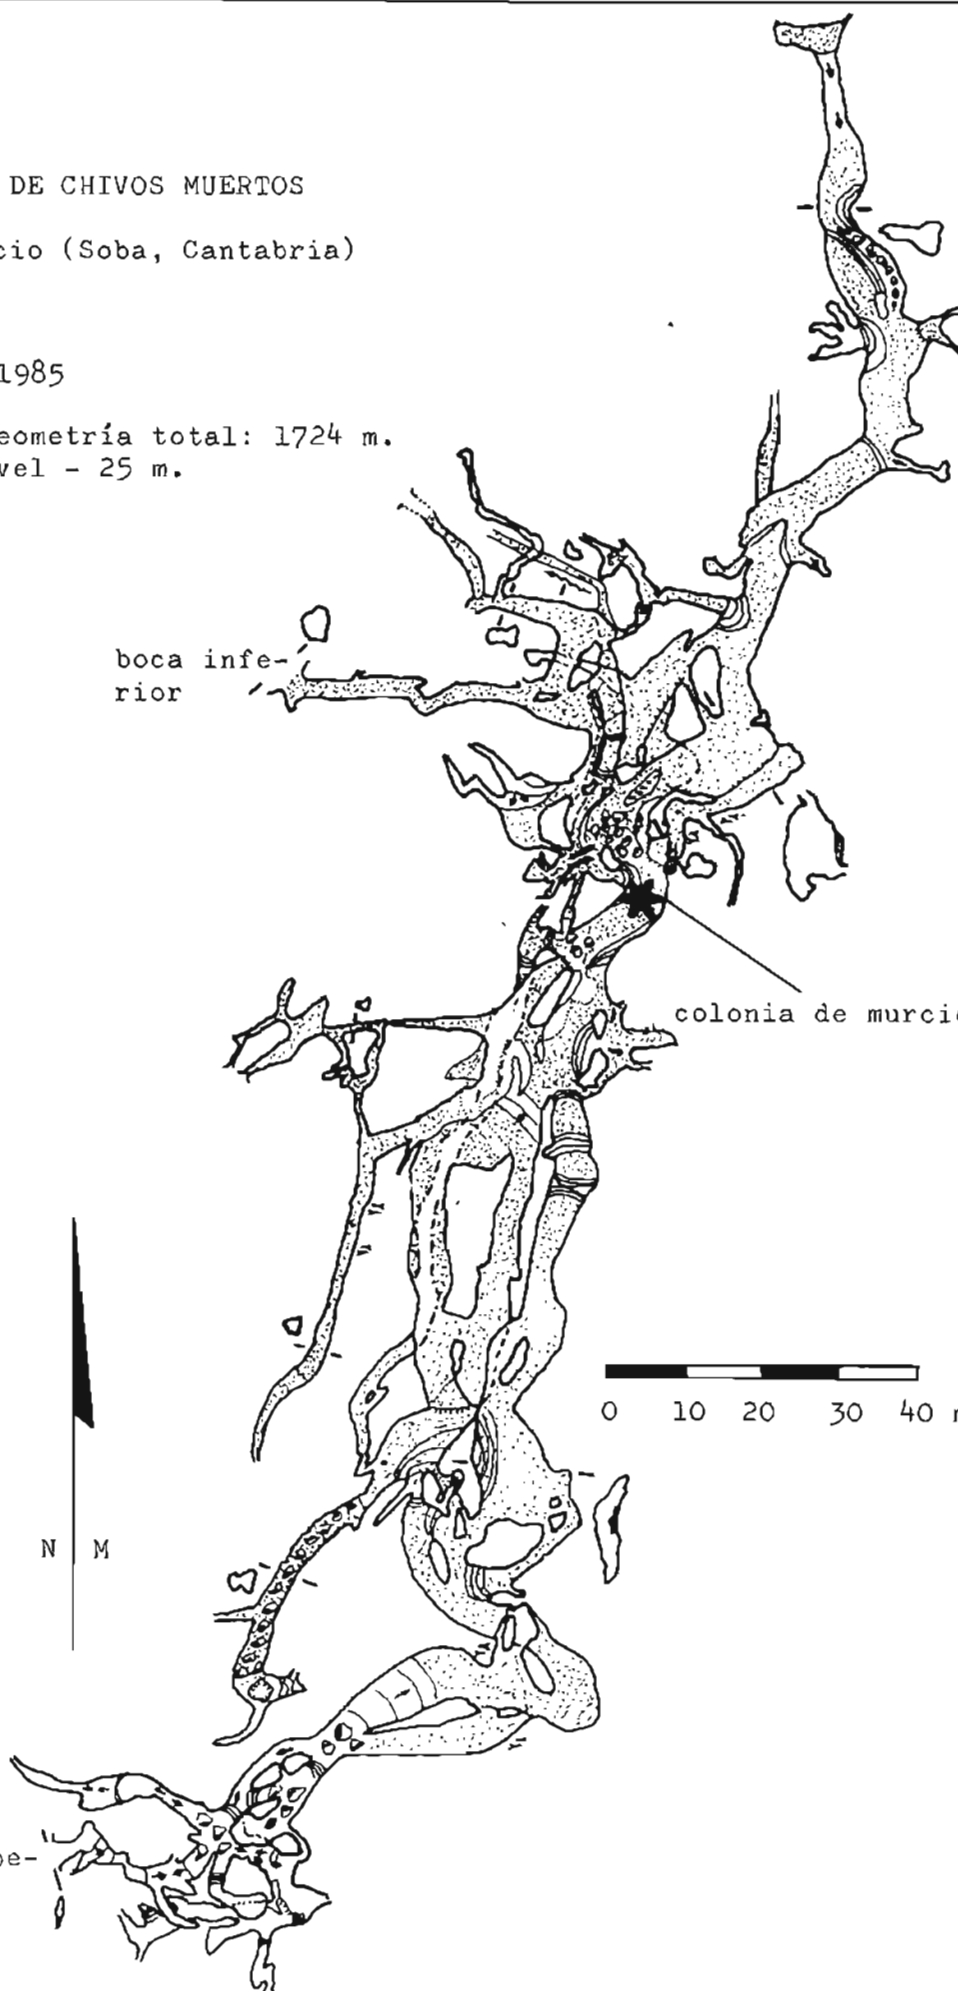 DE CHIVOS MUERTOS
cio (Soba, Cantabria)
1985
eometría total: 1724 m.
vel - 25 m.
boca infe-
rior
colonia de murcié
0 10 20 30 40 m
N M
pe-